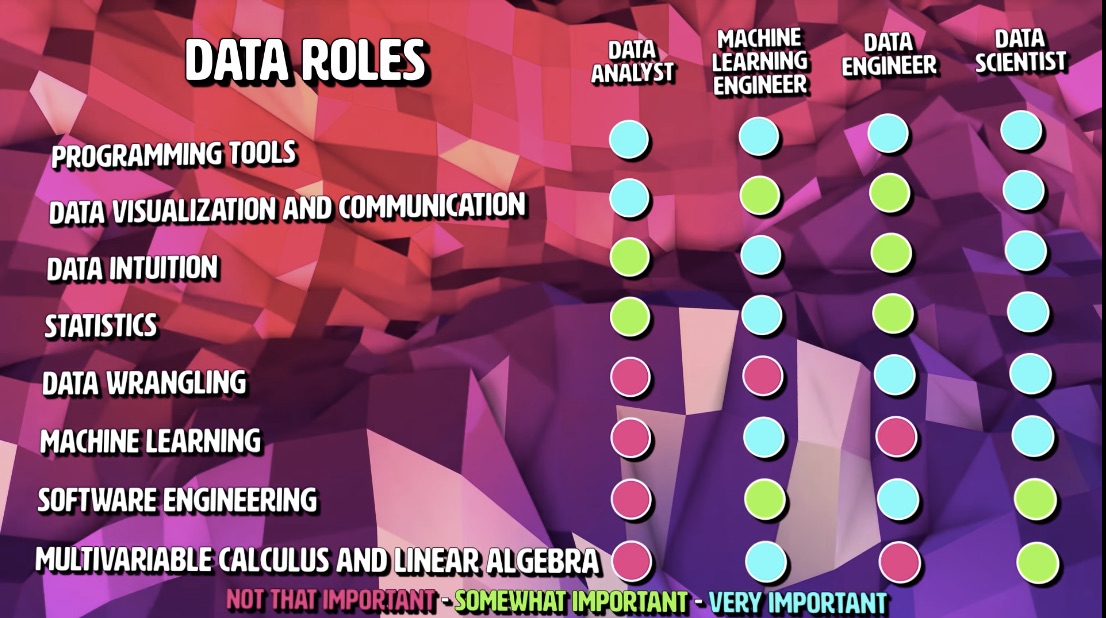 DATA ROLES
DATA
ANALYST
MACHINE
LEARNING
ENGINEER
DATA
ENGINEER
DATA
SCIENTIST
PROGRAMMING TOOLS
DATA VISUALIZATION AND COMMUNICATION
DATA INTUITION
STATISTICS
DATA WRANGLING
MACHINE LEARNING
SOFTWARE ENGINEERING
MULTIVARIABLE CALCULUS AND LINEAR ALGEBRA
NOT THAT IMPORTANT - SOMEWHAT IMPORTANT - VERY IMPORTANT